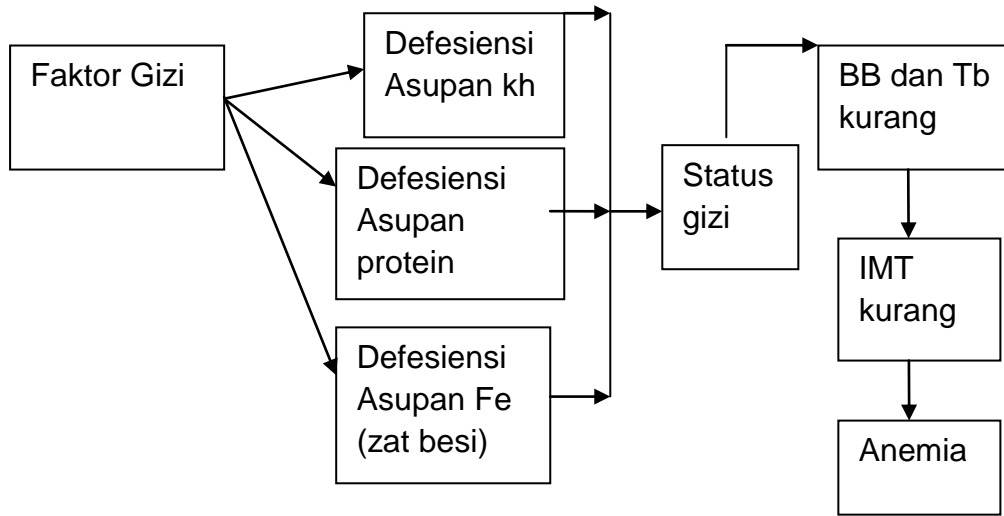 Faktor Gizi
Defesiensi
Asupan kh
Defesiensi
Asupan
protein
Defesiensi
Asupan Fe
(zat besi)
Status
gizi
BB dan Tb
kurang
IMT
kurang
Anemia